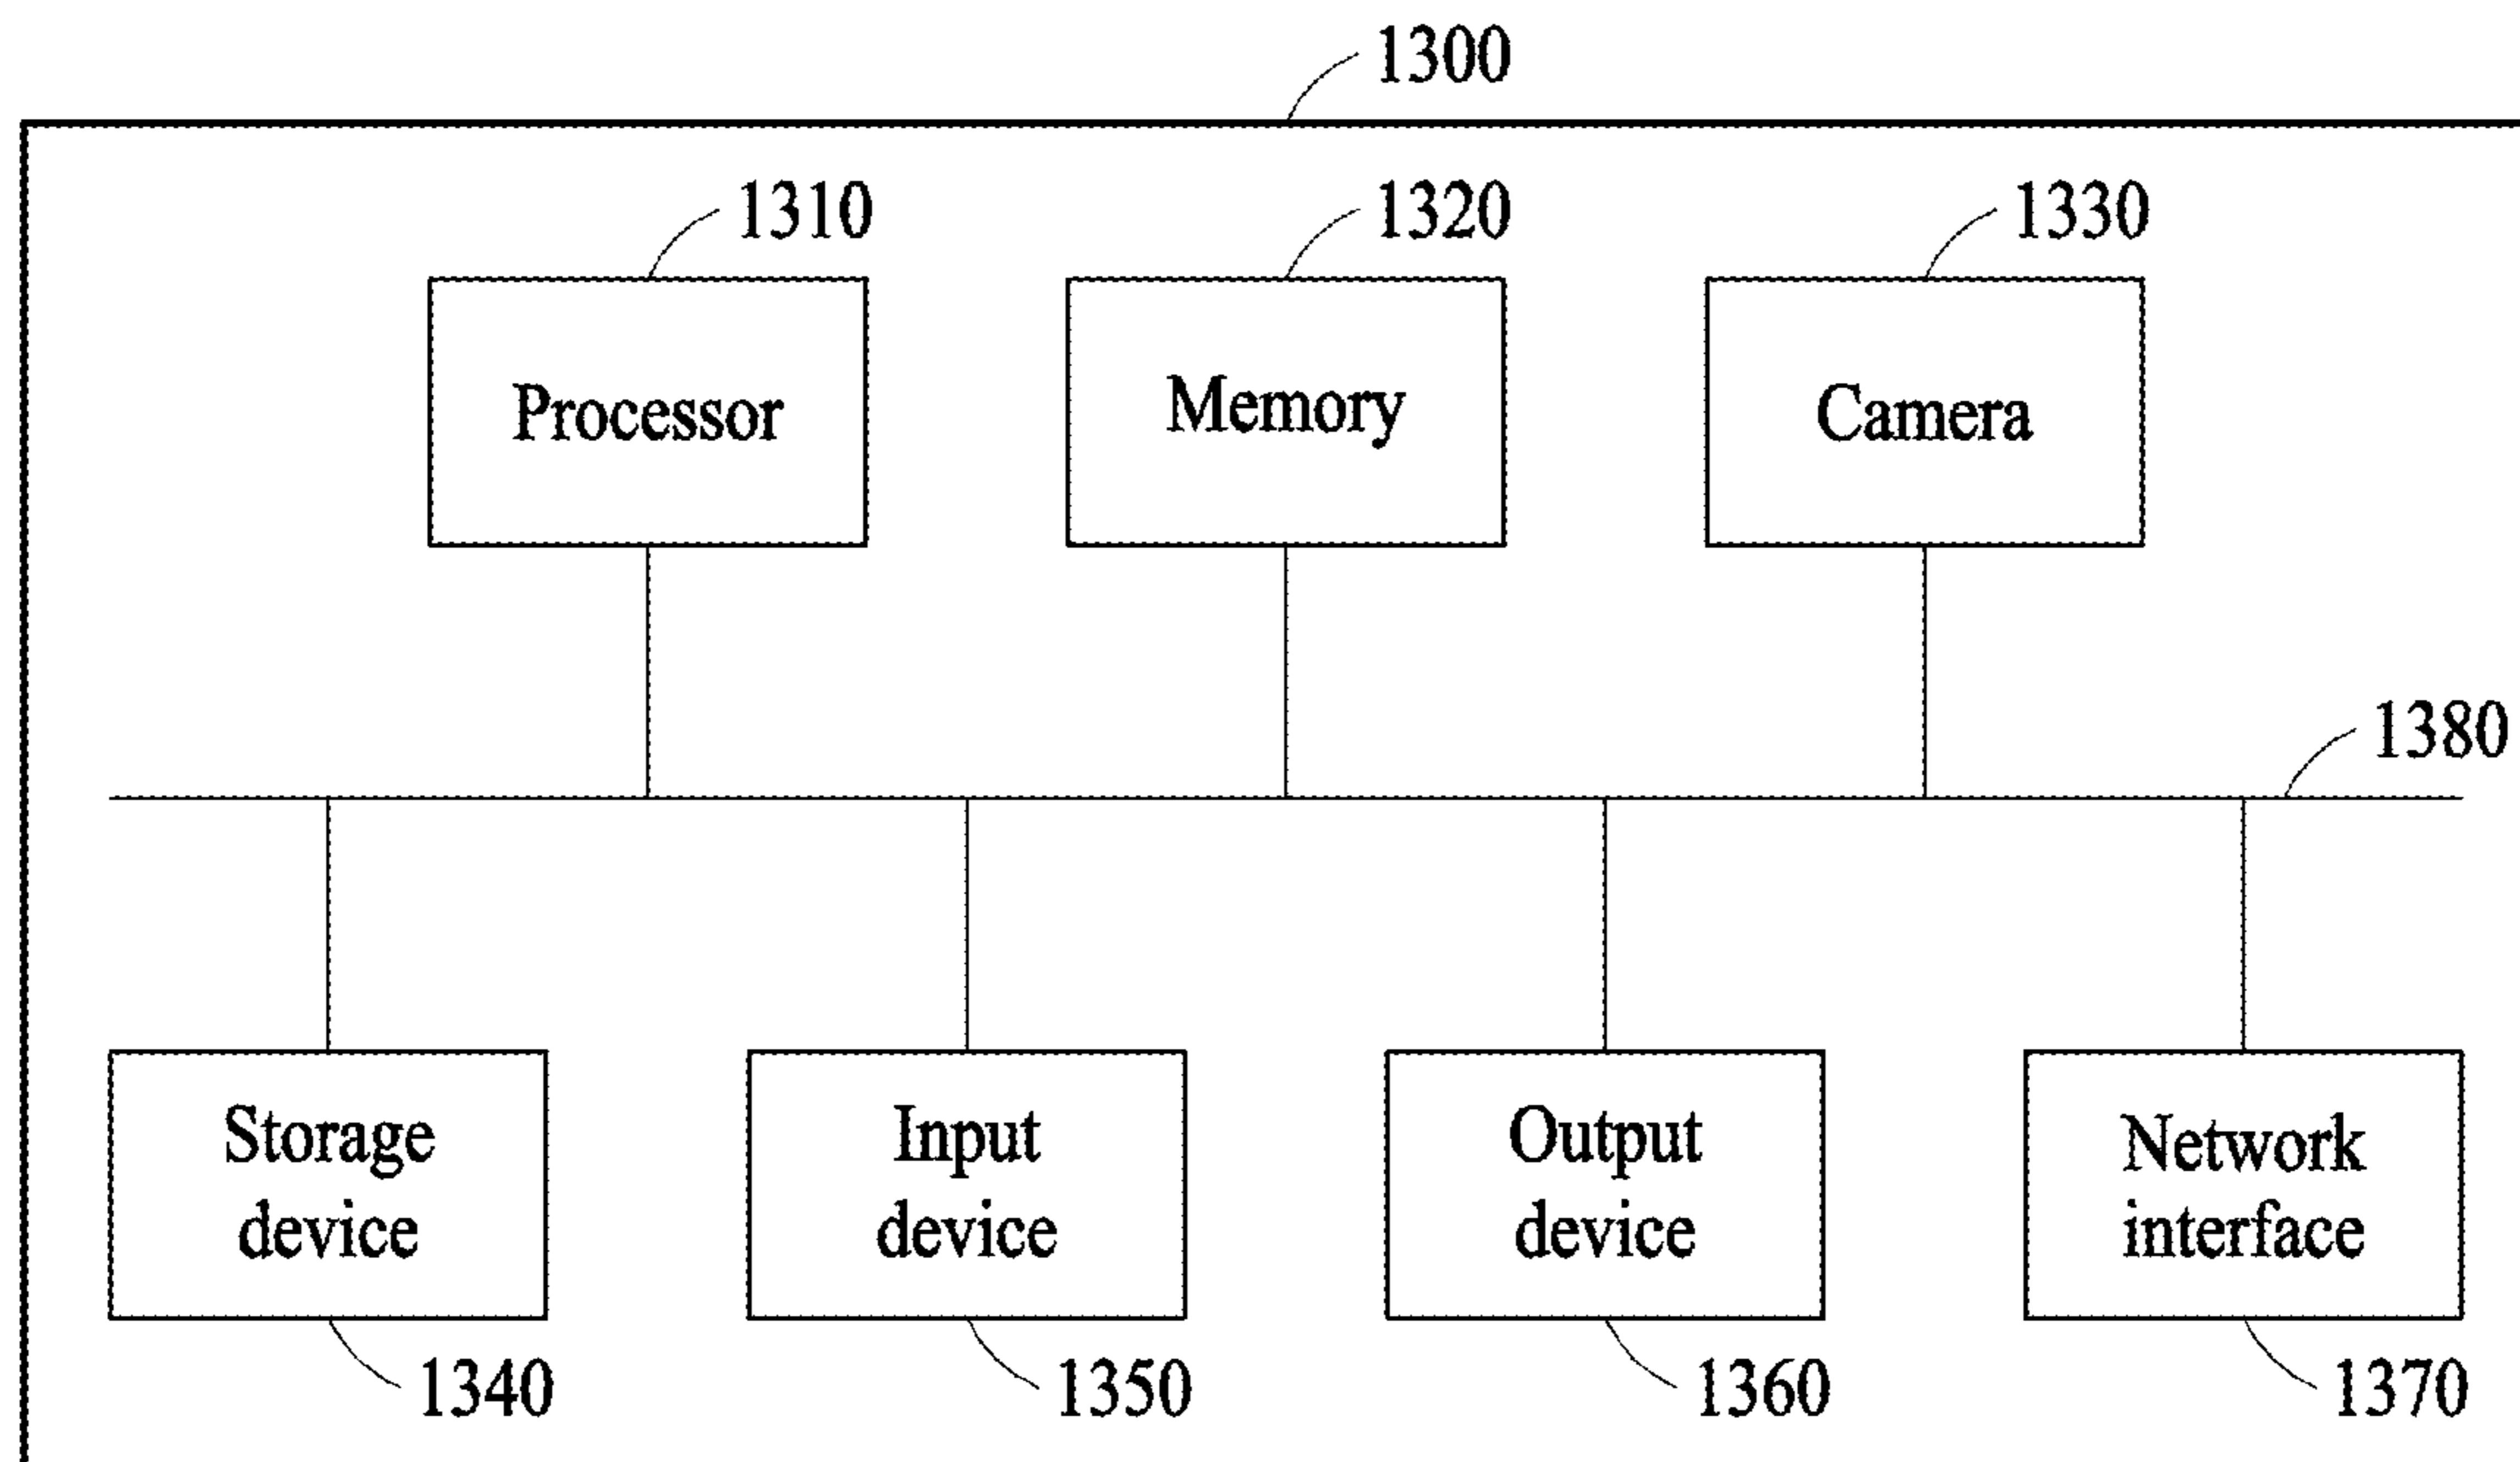 1300
1310
1320
1330
Processor
Memory
Camera
1380
Storage
device
Input
device
Output
device
Network
interface
1340
1350
1360
1370